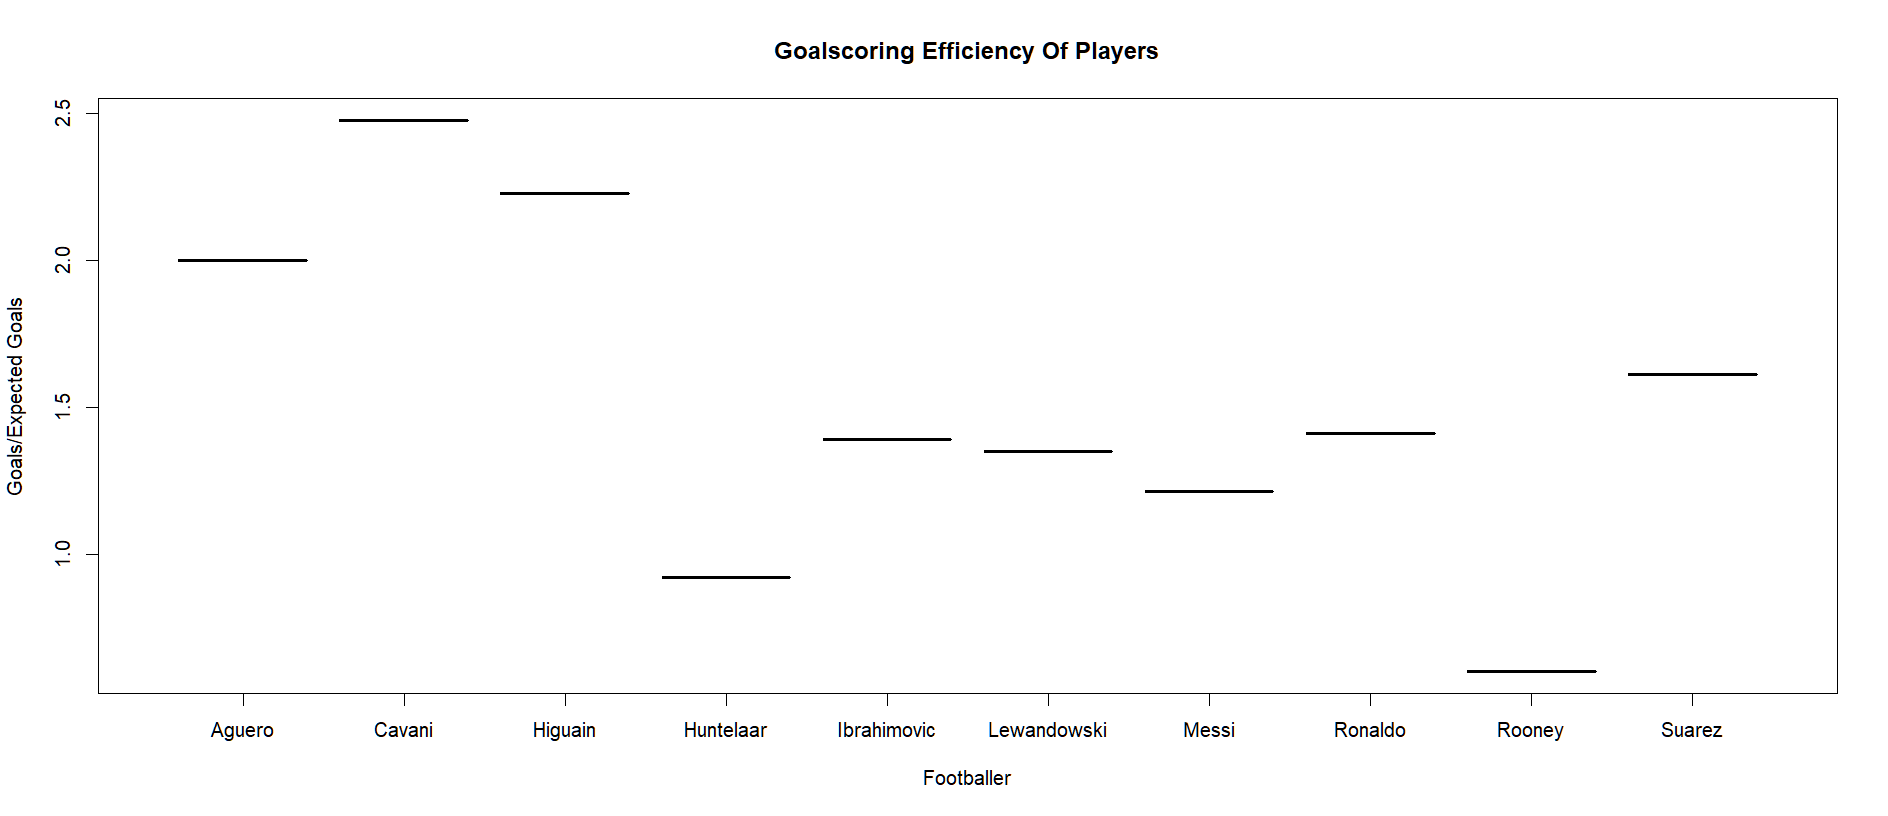 Goalscoring Efficiency Of Players
Goals/Expected Goals
2.5
2.0
1.5
1.0
Aguero Cavani Higuain Huntelaar Ibrahimovic Lewandowski Messi Ronaldo Rooney Suarez
Footballer